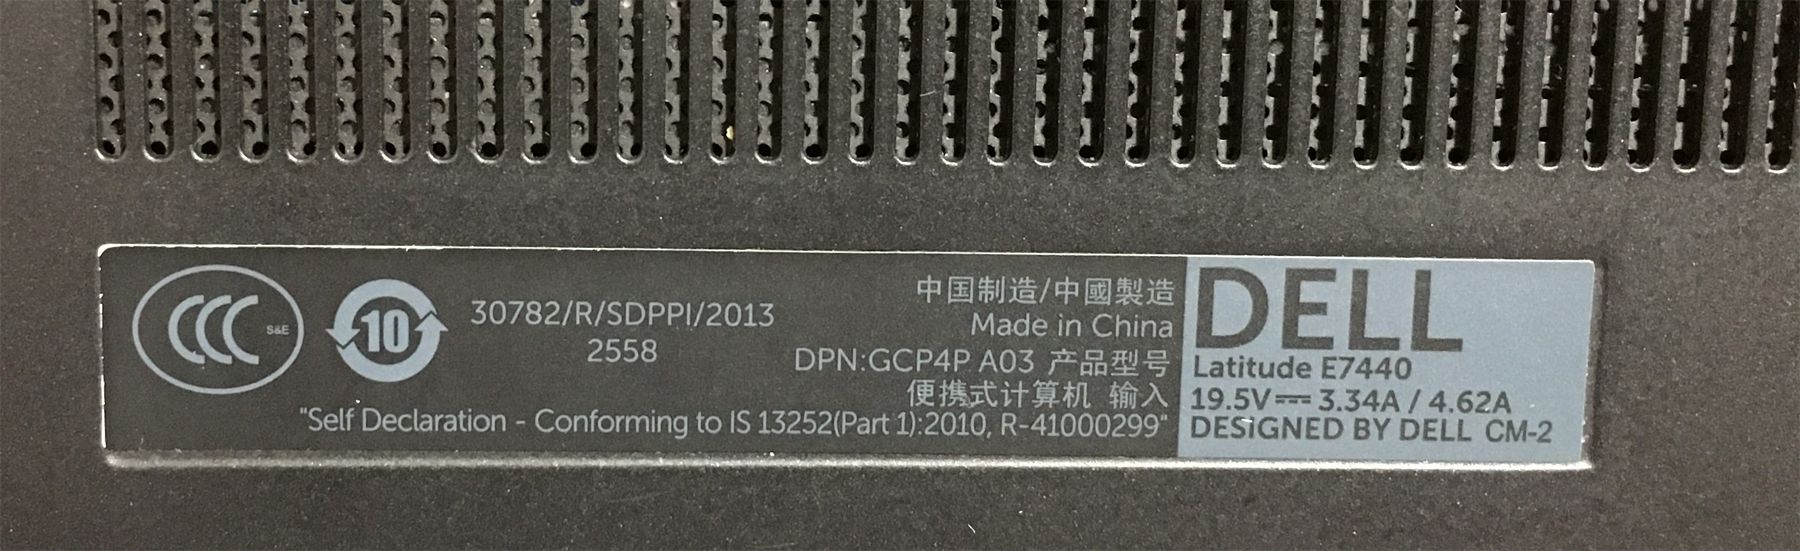 CCC S&E
10
30782/R/SDPPI/2013
2558
中国制造/中國製造
Made in China
DPN:GCP4P A03 产品型号
便携式计算机 输入
"Self Declaration - Conforming to IS 13252(Part 1):2010, R-41000299"
DELL
Latitude E7440
19.5V⎓ 3.34A / 4.62A
DESIGNED BY DELL CM-2